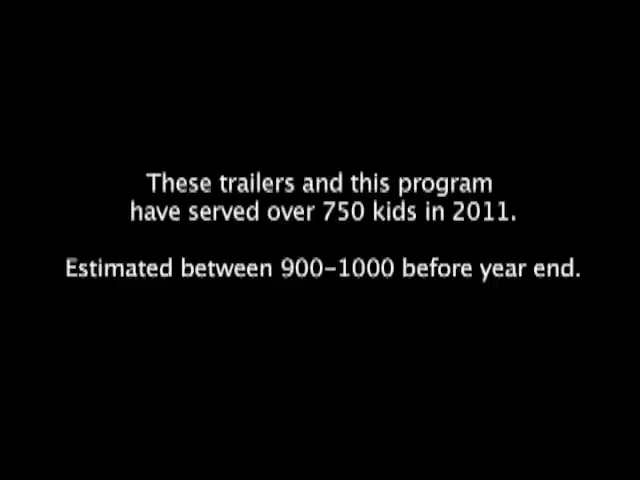 These trailers and this program
have served over 750 kids in 2011.
Estimated between 900-1000 before year end.